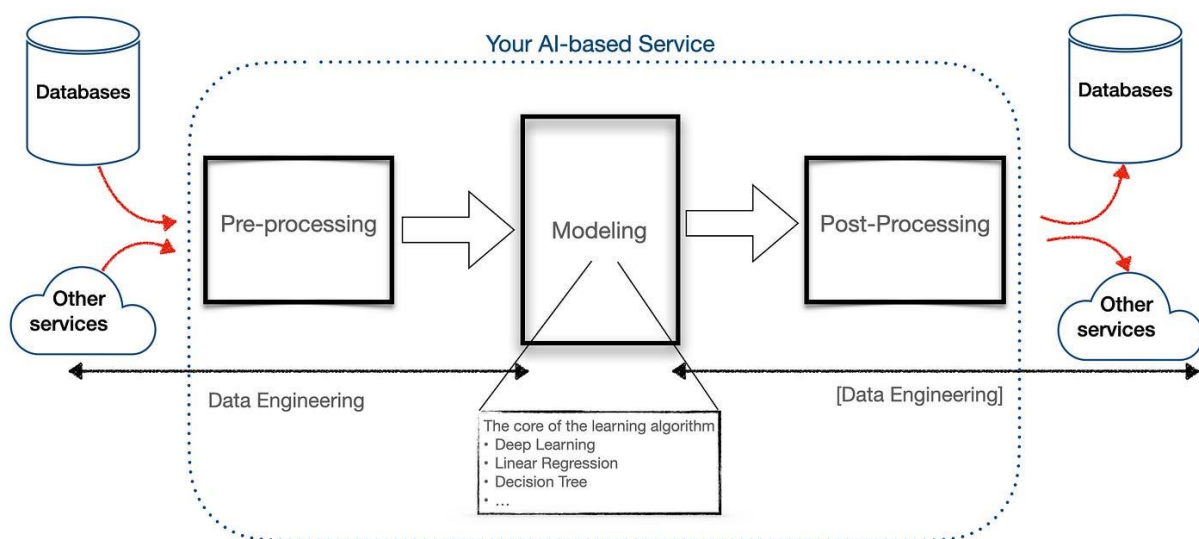 Your AI-based Service
Databases
Databases
Pre-processing
Modeling
Post-Processing
Other
services
Other
services
Data Engineering
[Data Engineering]
The core of the learning algorithm
• Deep Learning
• Linear Regression
• Decision Tree
• ...